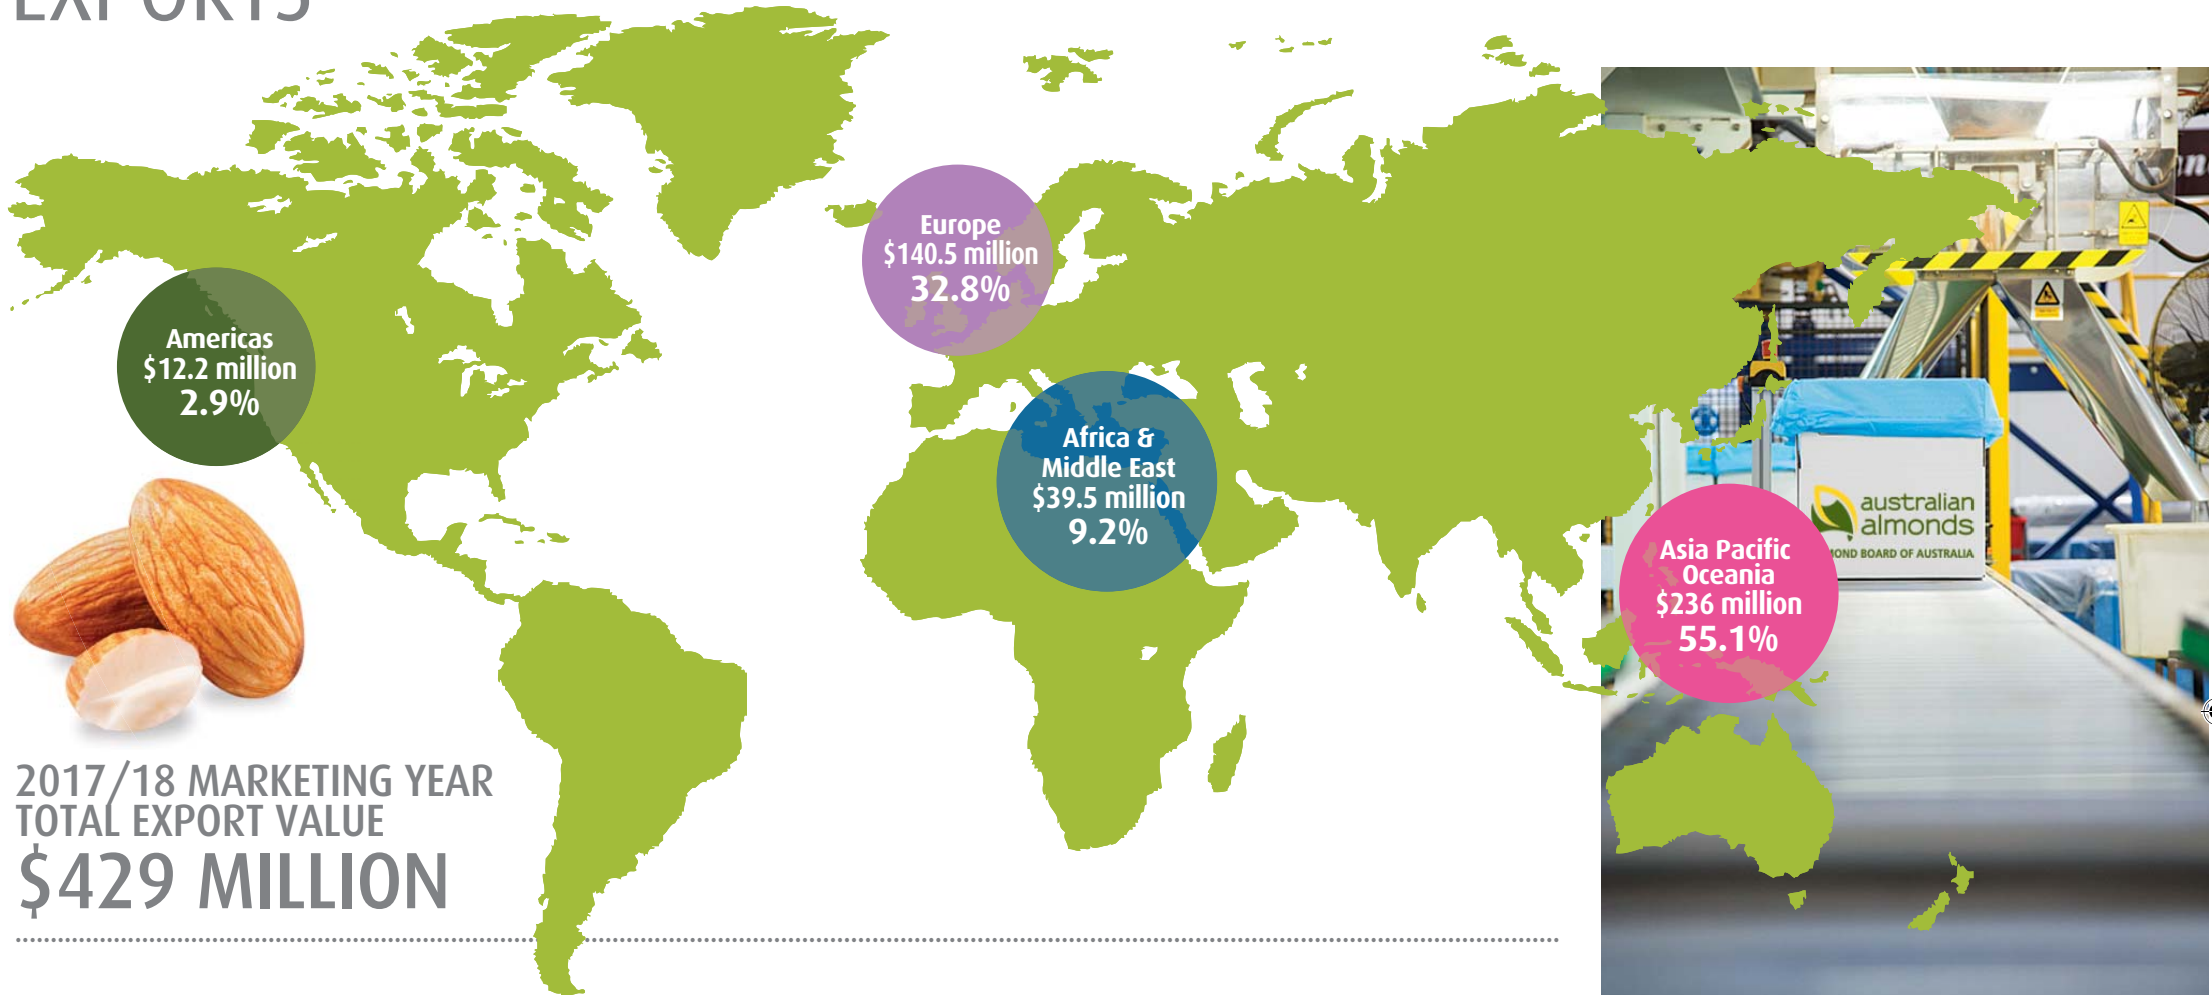 EXPORTS
Europe
$140.5 million
32.8%
Americas
$12.2 million
2.9%
Africa &
Middle East
$39.5 million
9.2%
Asia Pacific
Oceania
$236 million
55.1%
australian
almonds
OND BOARD OF AUSTRALIA
2017/18 MARKETING YEAR
TOTAL EXPORT VALUE
$429 MILLION